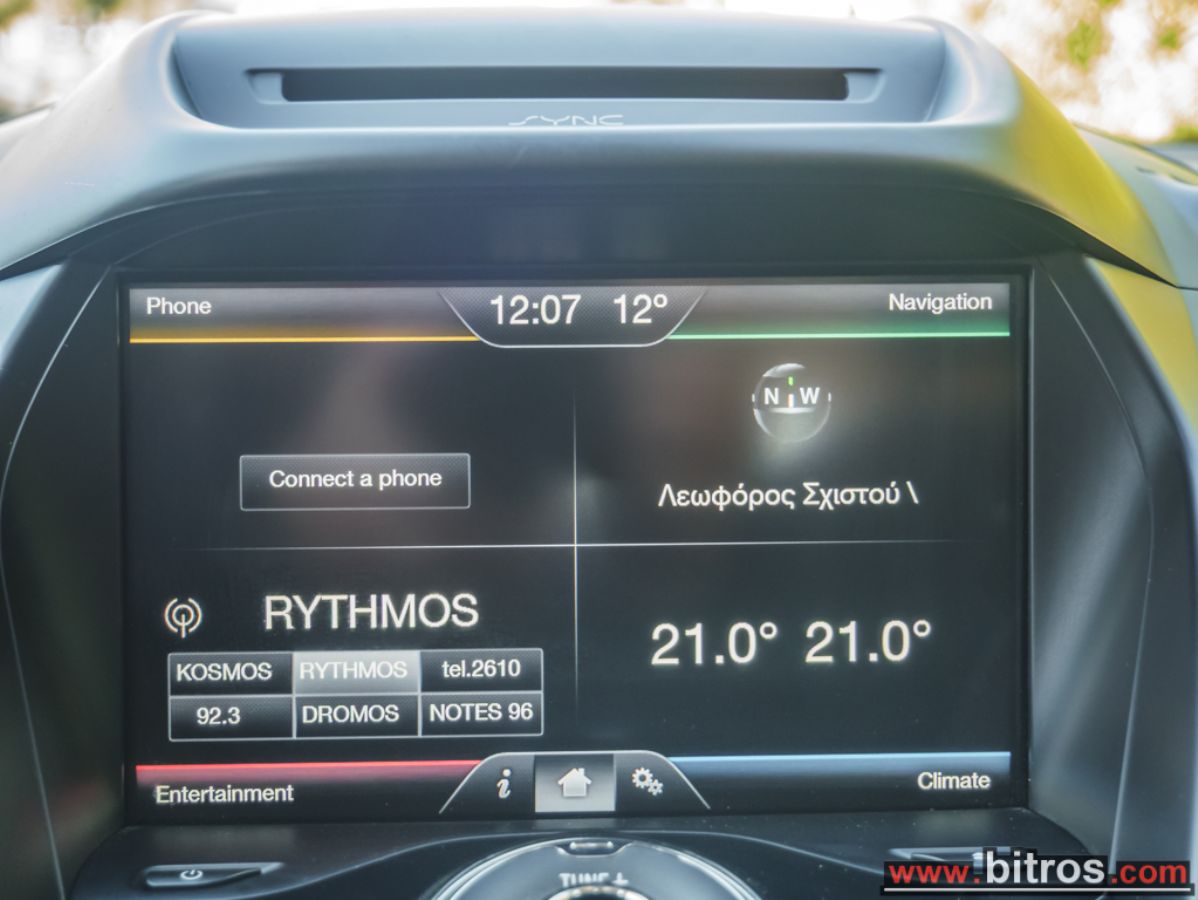 SYNC
Phone
12:07 12°
Navigation
N W
Connect a phone
Λεωφόρος Σχιστού \
RYTHMOS
KOSMOS RYTHMOS tel.2610
92.3 DROMOS NOTES 96
21.0° 21.0°
Entertainment
i
Climate
TUNE +
www.bitros.com